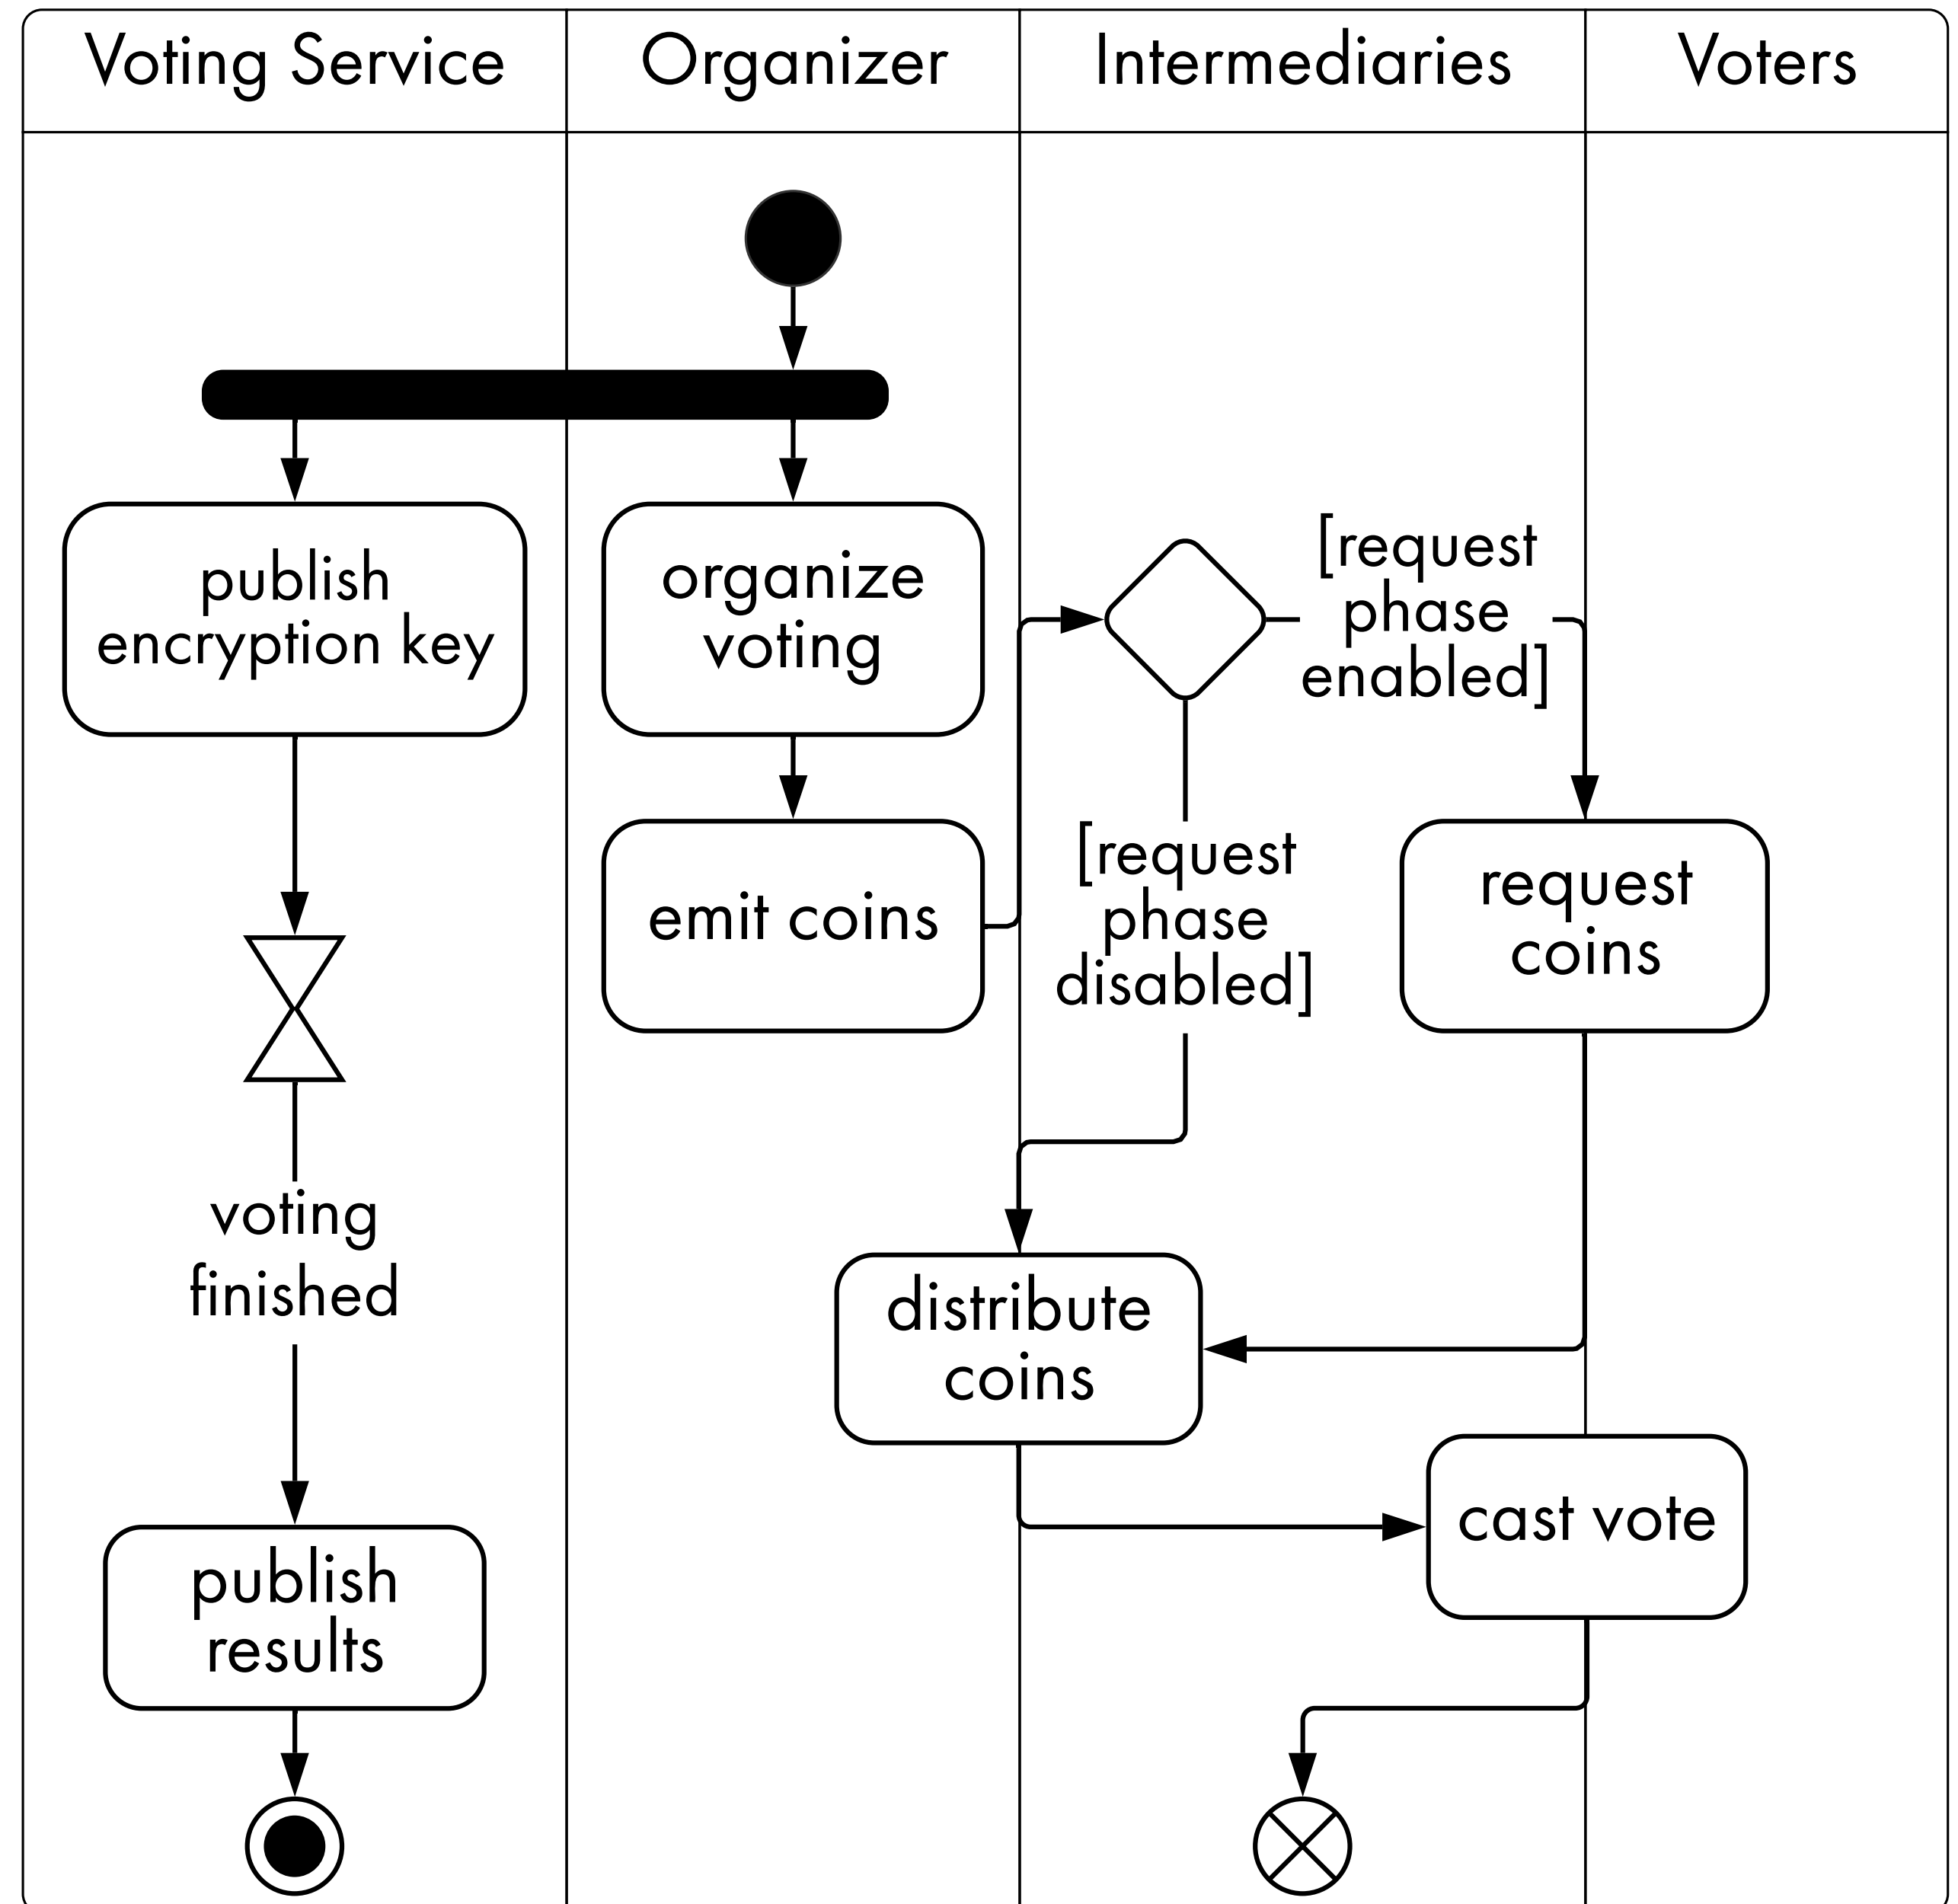 Voting Service
Organizer
Intermediaries
Voters
publish
encryption key
organize
voting
[request
phase
enabled]
emit coins
[request
phase
disabled]
request
coins
voting
finished
distribute
coins
cast vote
publish
results